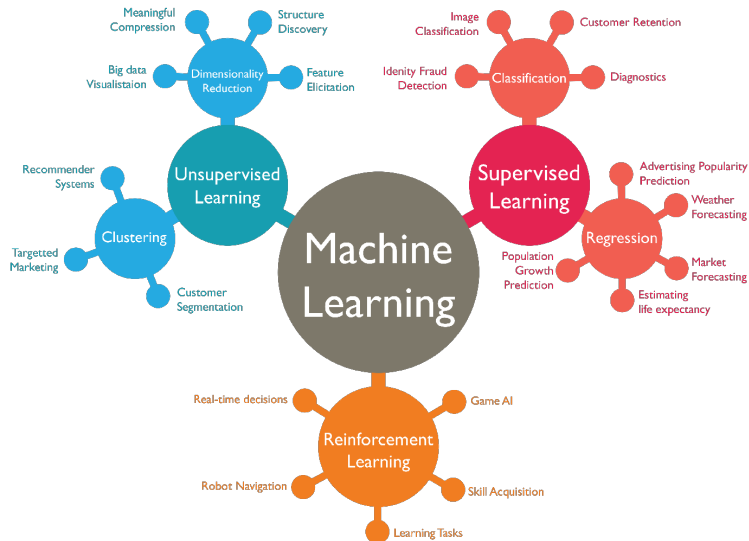 Meaningful
Compression
Structure
Discovery
Big data
Visualistaion
Dimensionality
Reduction
Feature
Elicitation
Unsupervised
Learning
Recommender
Systems
Clustering
Targetted
Marketing
Customer
Segmentation
Image
Classification
Customer Retention
Idenity Fraud
Detection
Classification
Diagnostics
Supervised
Learning
Advertising Popularity
Prediction
Weather
Forecasting
Regression
Population
Growth
Prediction
Market
Forecasting
Estimating
life expectancy
Machine
Learning
Real-time decisions
Game AI
Reinforcement
Learning
Robot Navigation
Skill Acquisition
Learning Tasks